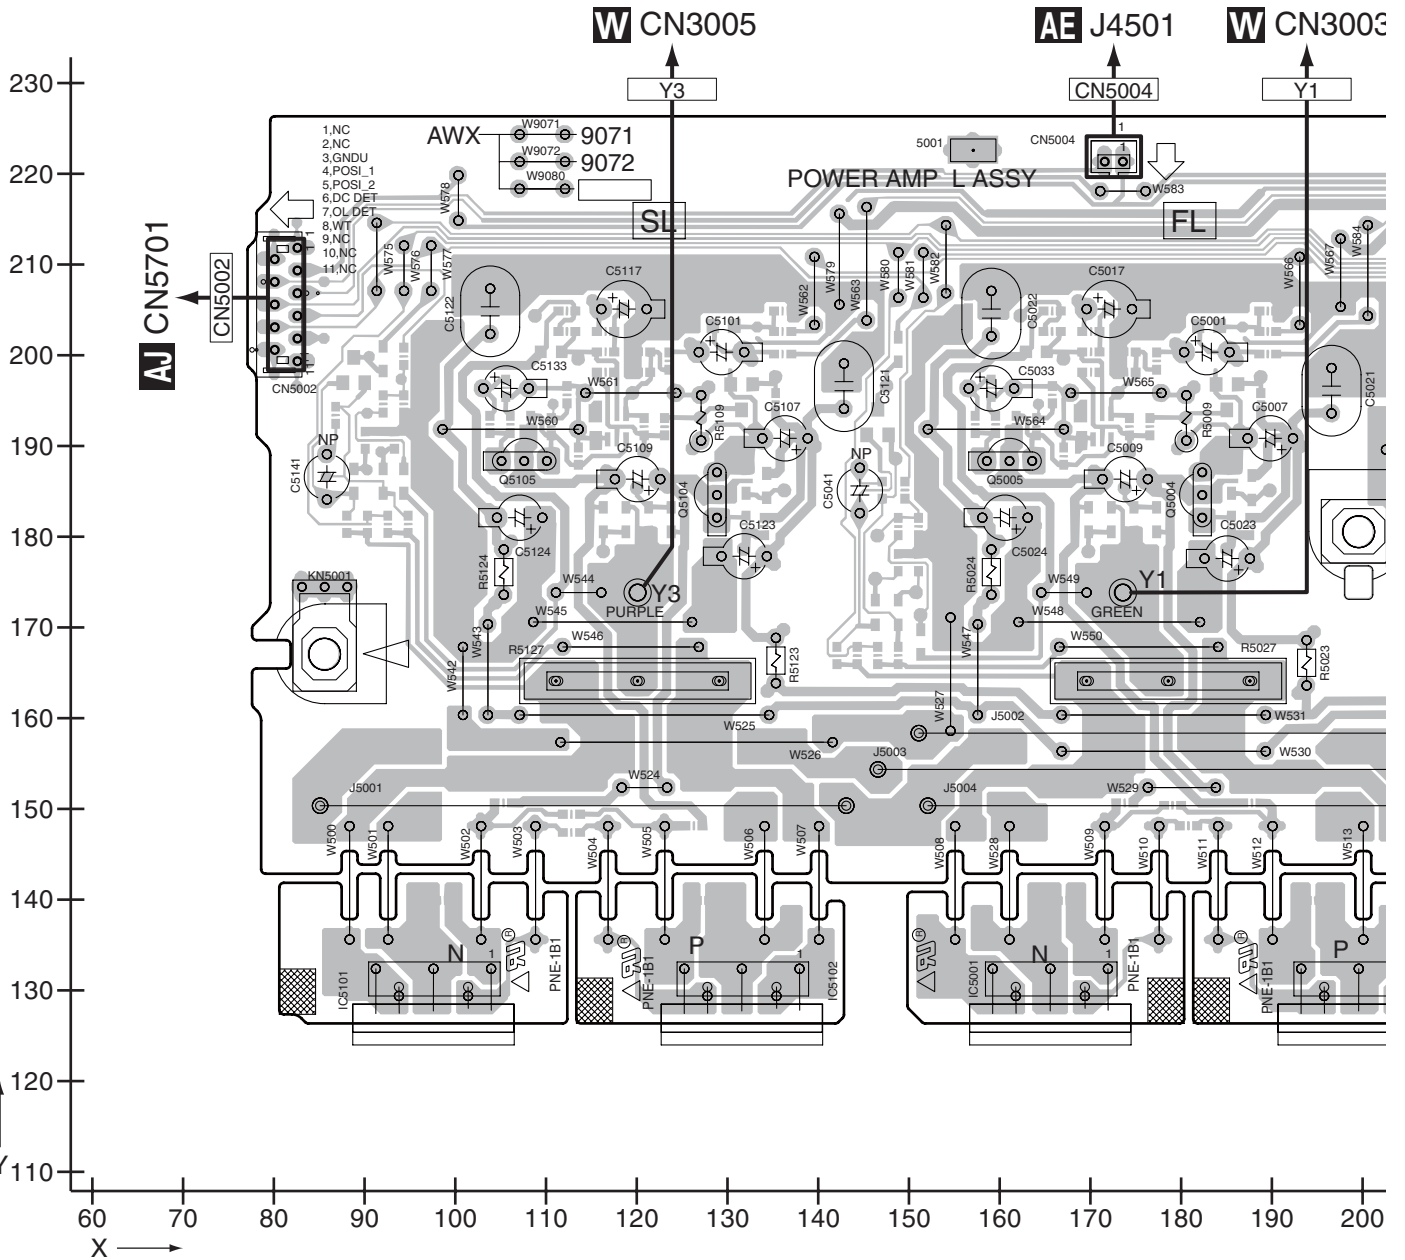 W CN3005
AE J4501
W CN3003
Y3
CN5004
Y1
230
220
210
200
190
180
170
160
150
140
130
120
110
Y
60 70 80 90 100 110 120 130 140 150 160 170 180 190 200
X
AJ CN5701
CN5002
1,NC
2,NC
3,GNDU
4,POSI_1
5,POSI_2
6,DC DET
7,OL DET
8,WT
9,NC
10,NC
11,NC
AWX
W9071 9071
W9072 9072
W9080
5001
CN5004
1
1
POWER AMP L ASSY
W583
SL
FL
W578
W575
W576
W577
W579
W563
W562
W580
W581
W582
W566
W567
W584
1
11
CN5002
C5122
C5117
C5101
C5022
C5017
C5001
C5133
W561
C5121
C5033
W565
C5021
W560
R5109
C5107
W564
R5009
C5007
NP
C5141
Q5105
C5109
Q5104
C5123
NP
C5041
Q5005
C5009
Q5004
C5023
R5124
C5124
R5024
C5024
KN5001
W544
Y3
PURPLE
W545
W549
Y1
GREEN
W548
W543
W546
W542
R5127
R5123
W547
W550
R5027
R5023
W527
W525
J5002
W531
W526
J5003
W530
J5001
W524
J5004
W529
W500
W501
W502
W503
W504
W505
W506
W507
W508
W528
W509
W510
W511
W512
W513
N
1
IC5101
PNE-1B1
PNE-1B1
P
1
IC5102
IC5001
N
1
PNE-1B1
PNE-1B1
P